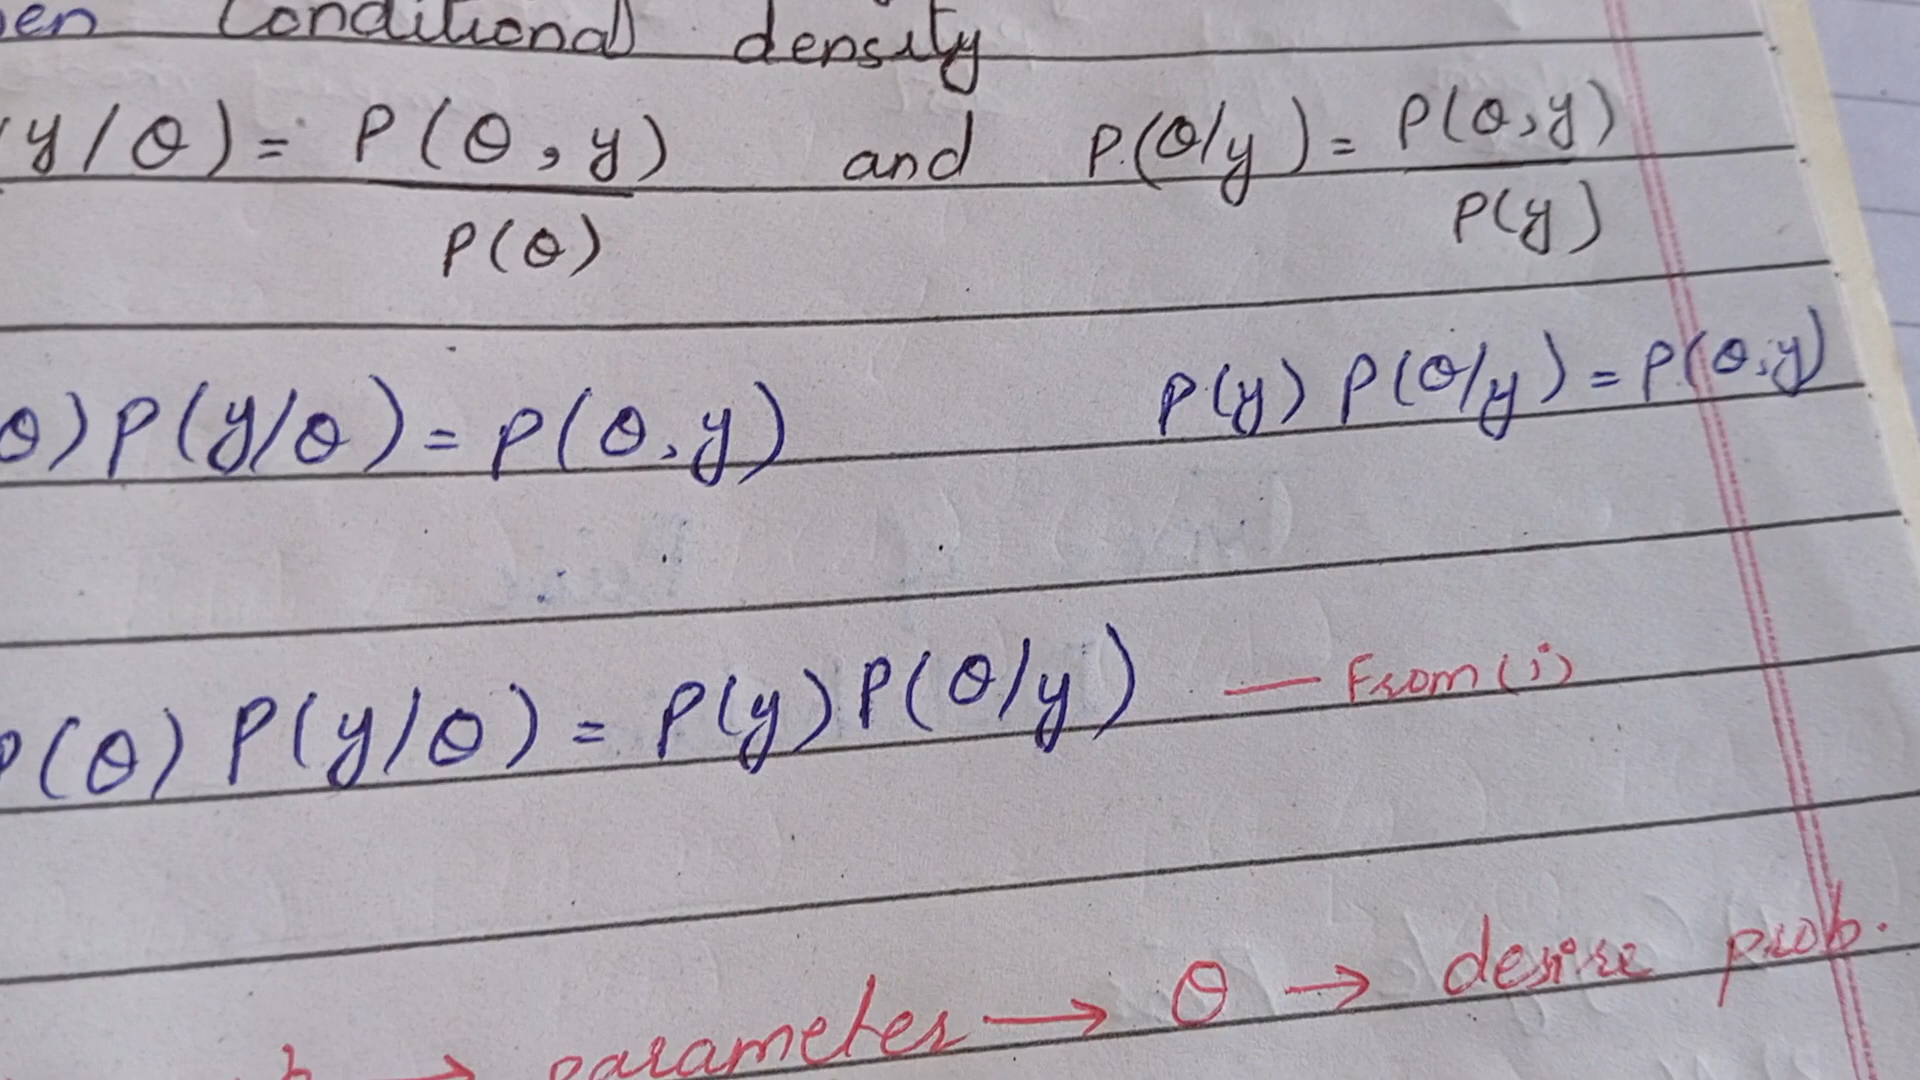 conditional density
y/θ) = P(θ,y) / P(θ) and P(θ/y) = P(θ,y) / P(y)
θ) P(y/θ) = P(θ,y) P(y) P(θ/y) = P(θ,y)
P(θ) P(y/θ) = P(y) P(θ/y) — From (i)
→ parameter → θ → desire prob.